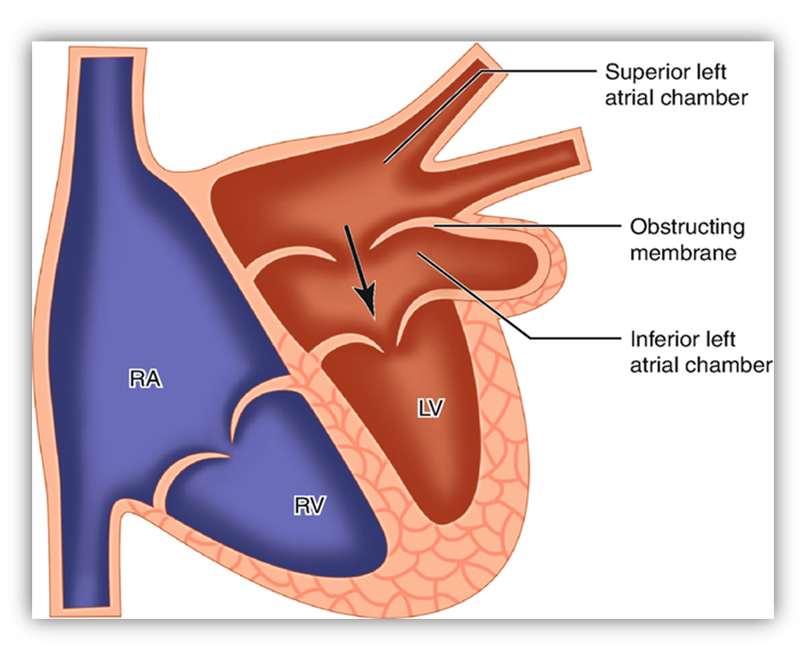 Superior left
atrial chamber
Obstructing
membrane
Inferior left
atrial chamber
RA
LV
RV